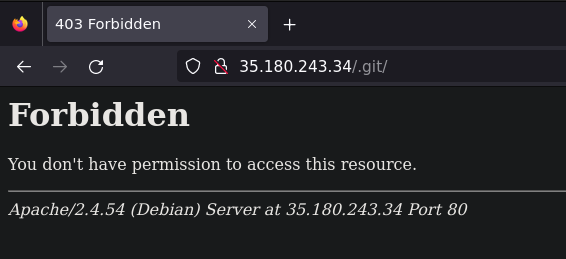 403 Forbidden
35.180.243.34/.git/
Forbidden
You don't have permission to access this resource.
Apache/2.4.54 (Debian) Server at 35.180.243.34 Port 80